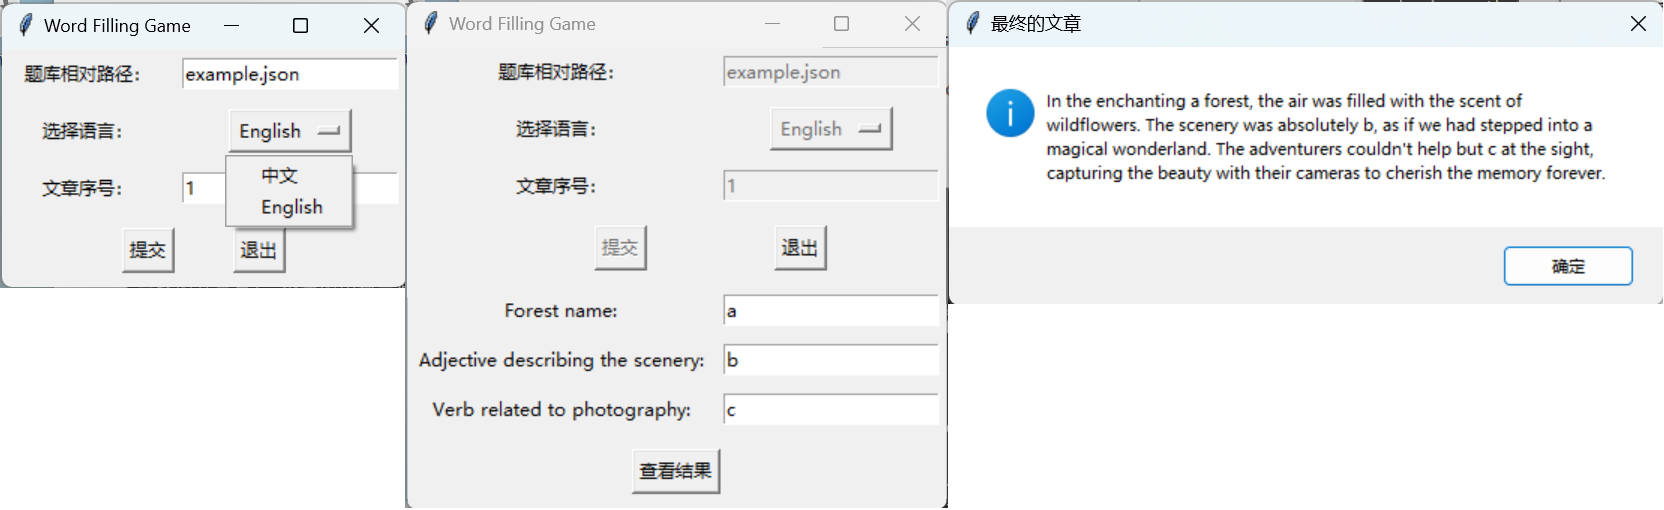 Word Filling Game
题库相对路径：
example.json
选择语言：
English
中文
English
文章序号：
1
提交
退出
Word Filling Game
题库相对路径：
example.json
选择语言：
English
文章序号：
1
提交
退出
Forest name:
a
Adjective describing the scenery:
b
Verb related to photography:
c
查看结果
最终的文章
In the enchanting a forest, the air was filled with the scent of
wildflowers. The scenery was absolutely b, as if we had stepped into a
magical wonderland. The adventurers couldn't help but c at the sight,
capturing the beauty with their cameras to cherish the memory forever.
确定